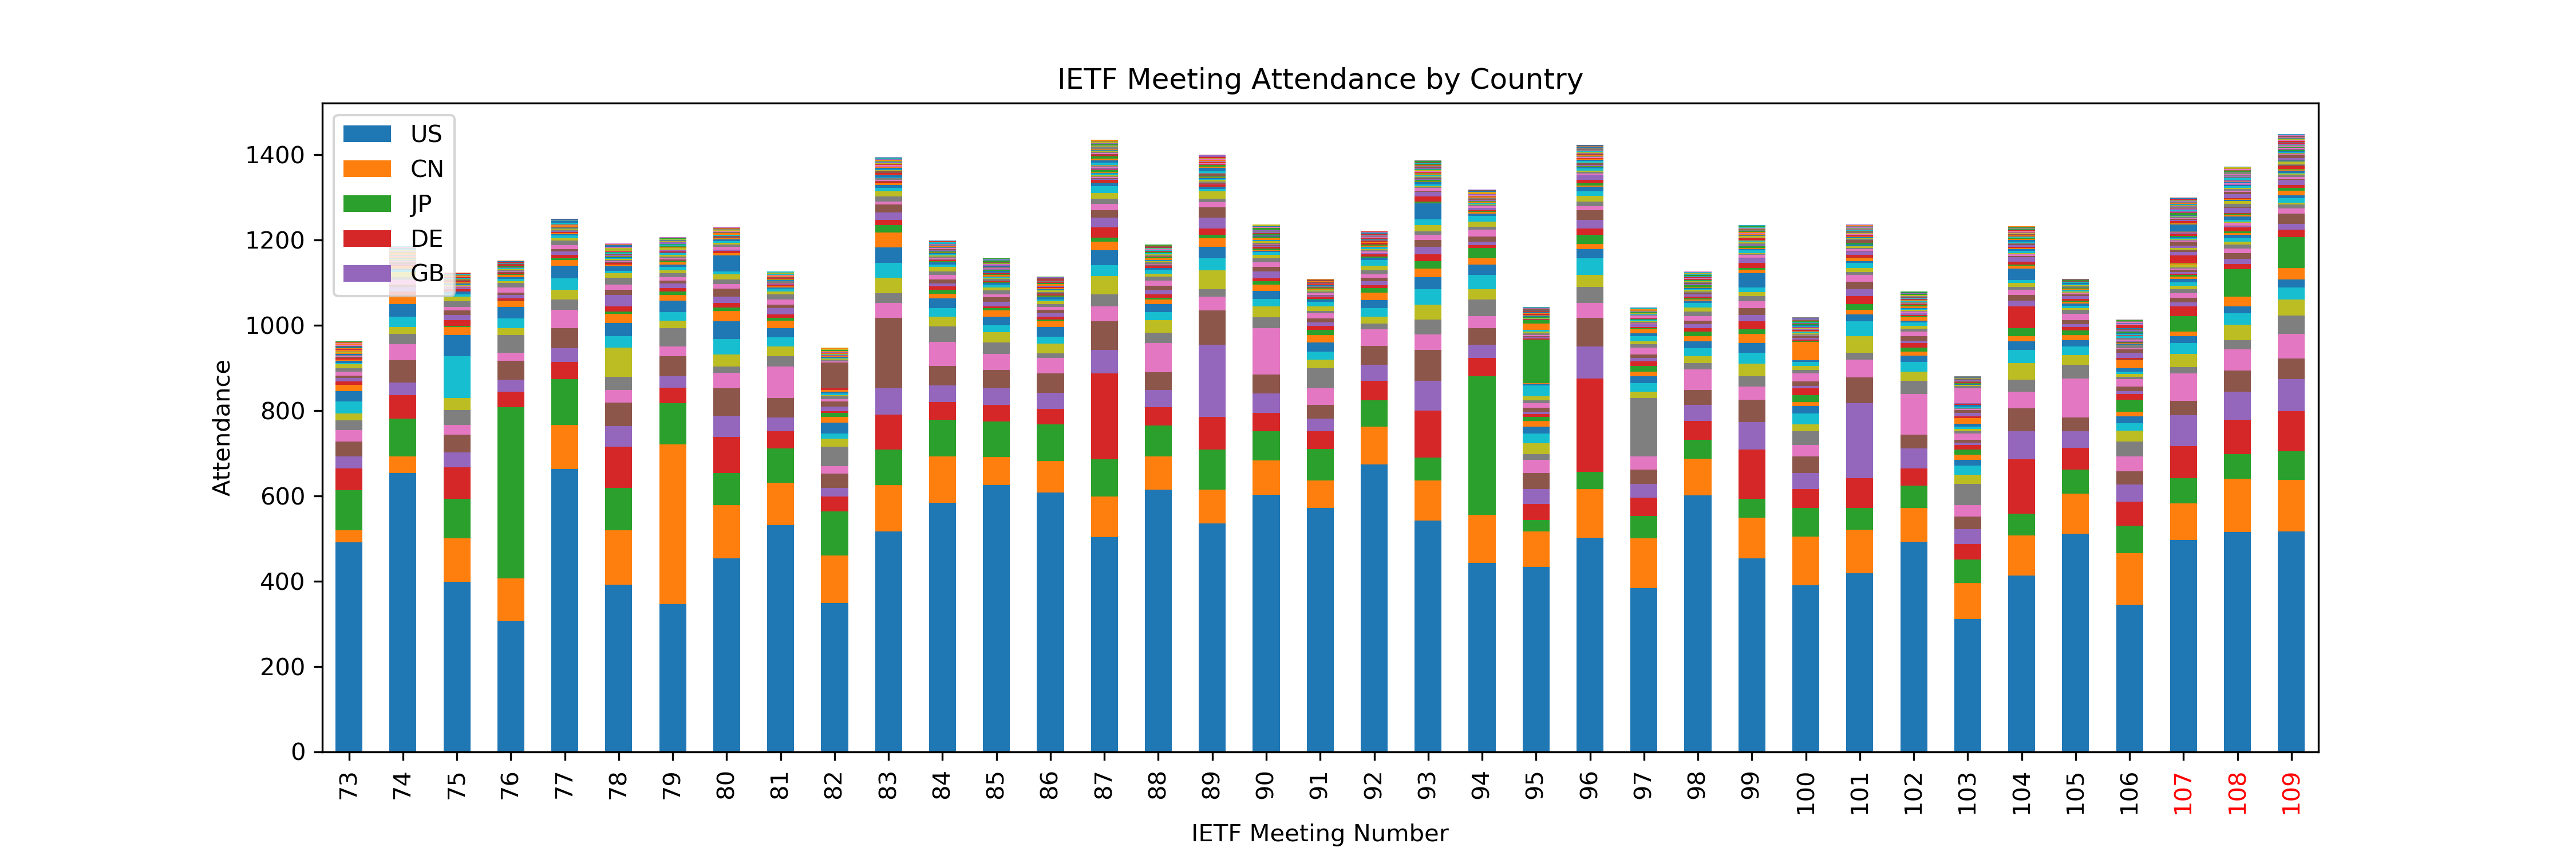 IETF Meeting Attendance by Country
US
CN
JP
DE
GB
Attendance
1400
1200
1000
800
600
400
200
0
73 74 75 76 77 78 79 80 81 82 83 84 85 86 87 88 89 90 91 92 93 94 95 96 97 98 99 100 101 102 103 104 105 106 107 108 109
IETF Meeting Number